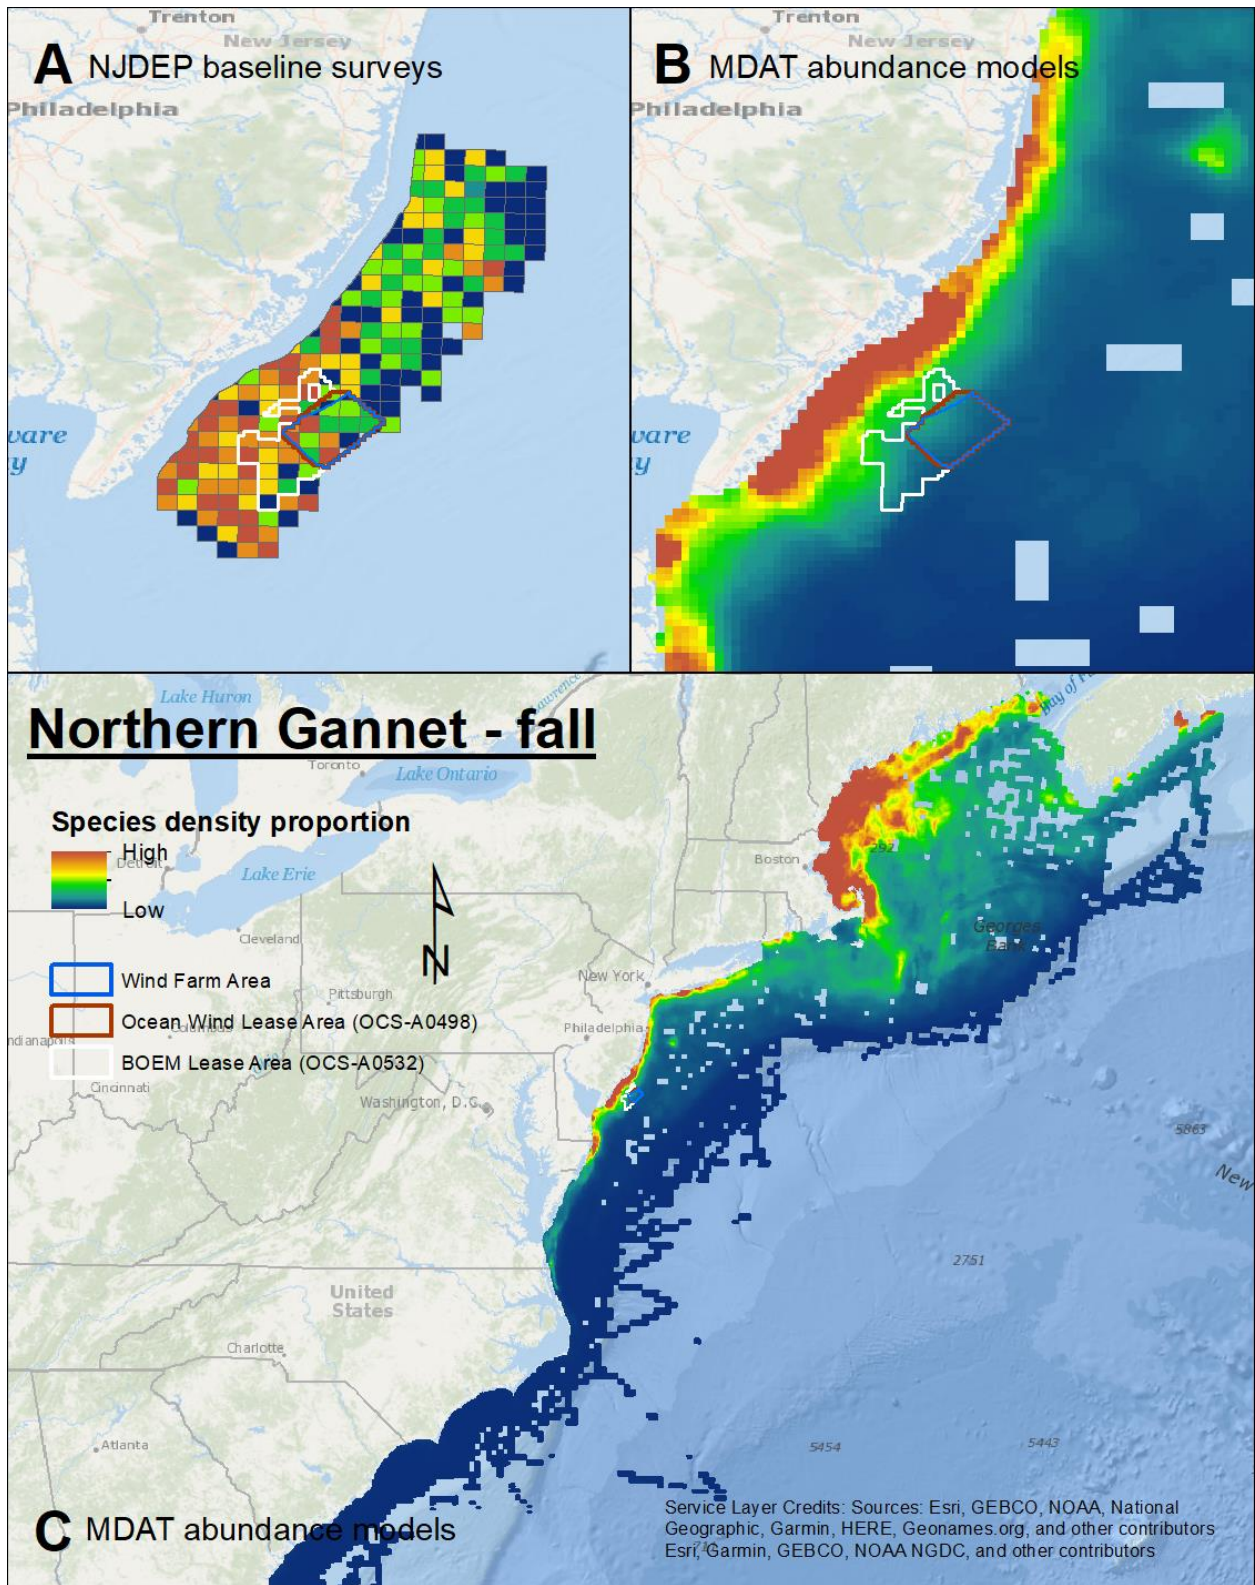 Trenton
New Jersey
A NJDEP baseline surveys
Philadelphia
ware
y
Trenton
New Jersey
B MDAT abundance models
Philadelphia
ware
y
Lake Huron
Lawrence
Northern Gannet - fall
Toronto
Lake Ontario
Species density proportion
High
Low
Lake Erie
Boston
292
Georges
Bank
Cleveland
N
New York
Wind Farm Area
Pittsburgh
Ocean Wind Lease Area (OCS-A0498)
Philadelphia
ndianapolis
BOEM Lease Area (OCS-A0532)
Cincinnati
Washington, D.C.
5863
New
2751
United
States
Charlotte
Atlanta
5454
5443
C MDAT abundance models
Service Layer Credits: Sources: Esri, GEBCO, NOAA, National
Geographic, Garmin, HERE, Geonames.org, and other contributors
Esri, Garmin, GEBCO, NOAA NGDC, and other contributors